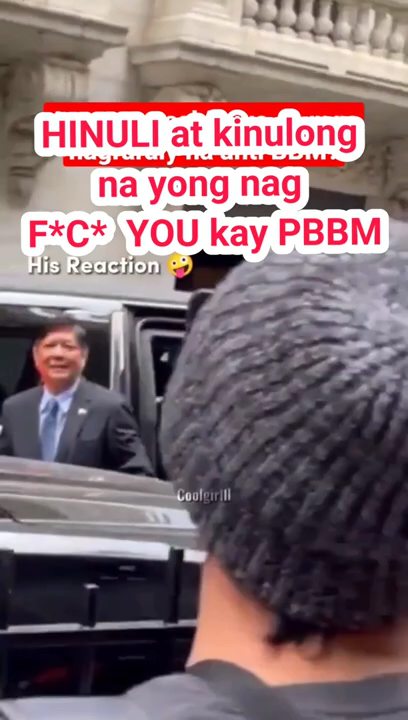 HINULI at kinulong
na yong nag
F*C* YOU kay PBBM
His Reaction 🤪
Coolgirlll